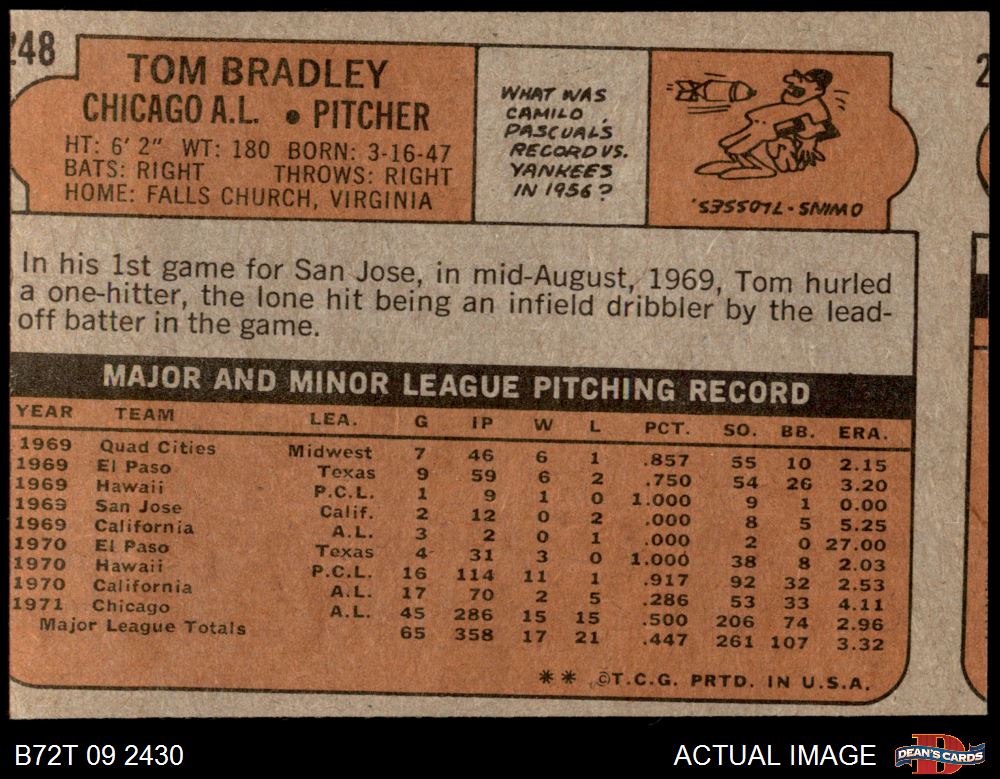 248
TOM BRADLEY
CHICAGO A.L. • PITCHER
HT: 6' 2" WT: 180 BORN: 3-16-47
BATS: RIGHT THROWS: RIGHT
HOME: FALLS CHURCH, VIRGINIA
WHAT WAS
CAMILO
PASCUALS
RECORD VS.
YANKEES
IN 1956?
OWINS-7LOSSES.
In his 1st game for San Jose, in mid-August, 1969, Tom hurled
a one-hitter, the lone hit being an infield dribbler by the lead-
off batter in the game.
MAJOR AND MINOR LEAGUE PITCHING RECORD
YEAR TEAM LEA. G IP W L PCT. SO. BB. ERA.
1969 Quad Cities Midwest 7 46 6 1 .857 55 10 2.15
1969 El Paso Texas 9 59 6 2 .750 54 26 3.20
1969 Hawaii P.C.L. 1 9 1 0 1.000 9 1 0.00
1969 San Jose Calif. 2 12 0 2 .000 8 5 5.25
1969 California A.L. 3 2 0 1 .000 2 0 27.00
1970 El Paso Texas 4 31 3 0 1.000 38 8 2.03
1970 Hawaii P.C.L. 16 114 11 1 .917 92 32 2.53
1970 California A.L. 17 70 2 5 .286 53 33 4.11
1971 Chicago A.L. 45 286 15 15 .500 206 74 2.96
Major League Totals 65 358 17 21 .447 261 107 3.32
** ©T.C.G. PRTD. IN U.S.A.
2
B72T 09 2430
ACTUAL IMAGE
DEAN'S CARDS